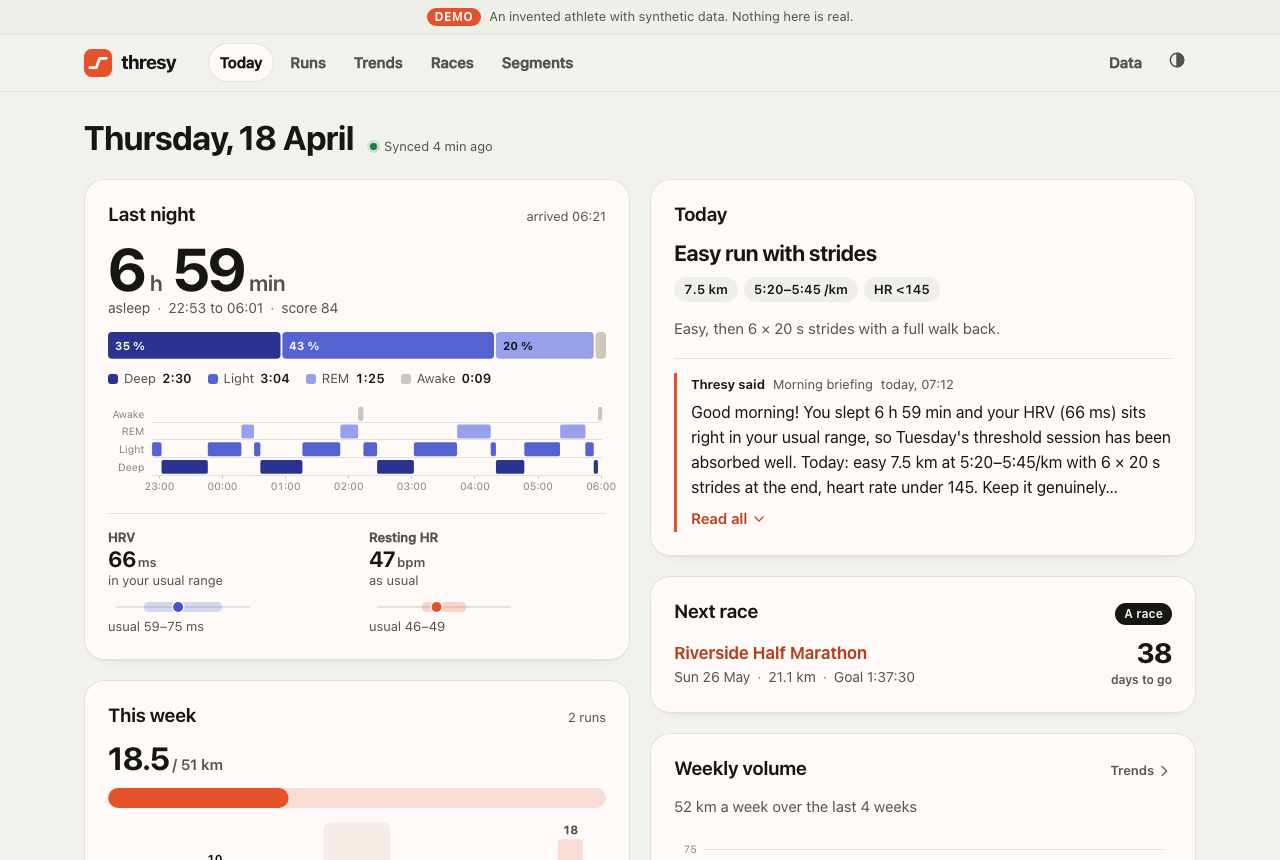 DEMO An invented athlete with synthetic data. Nothing here is real.
thresy Today Runs Trends Races Segments Data
Thursday, 18 April Synced 4 min ago
Last night arrived 06:21
6 h 59 min
asleep · 22:53 to 06:01 · score 84
35 % 43 % 20 %
Deep 2:30 Light 3:04 REM 1:25 Awake 0:09
Awake
REM
Light
Deep
23:00 00:00 01:00 02:00 03:00 04:00 05:00 06:00
HRV
66 ms
in your usual range
usual 59–75 ms
Resting HR
47 bpm
as usual
usual 46–49
This week 2 runs
18.5 / 51 km
10 18
Today
Easy run with strides
7.5 km 5:20–5:45 /km HR <145
Easy, then 6 × 20 s strides with a full walk back.
Thresy said Morning briefing today, 07:12
Good morning! You slept 6 h 59 min and your HRV (66 ms) sits
right in your usual range, so Tuesday's threshold session has been
absorbed well. Today: easy 7.5 km at 5:20–5:45/km with 6 × 20 s
strides at the end, heart rate under 145. Keep it genuinely…
Read all
Next race A race
Riverside Half Marathon 38
Sun 26 May · 21.1 km · Goal 1:37:30 days to go
Weekly volume Trends
52 km a week over the last 4 weeks
75